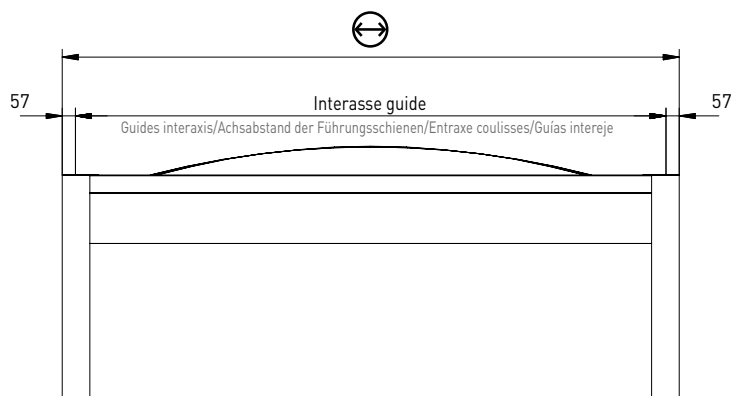 57
Interasse guide
57
Guides interaxis/Achsabstand der Führungsschienen/Entraxe coulisses/Guías intereje